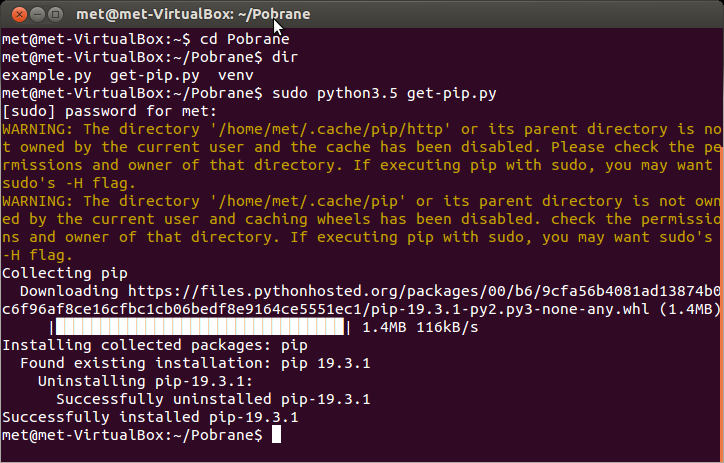 met@met-VirtualBox: ~/Pobrane
met@met-VirtualBox:~$ cd Pobrane
met@met-VirtualBox:~/Pobrane$ dir
example.py  get-pip.py  venv
met@met-VirtualBox:~/Pobrane$ sudo python3.5 get-pip.py
[sudo] password for met:
WARNING: The directory '/home/met/.cache/pip/http' or its parent directory is no
t owned by the current user and the cache has been disabled. Please check the pe
rmissions and owner of that directory. If executing pip with sudo, you may want
sudo's -H flag.
WARNING: The directory '/home/met/.cache/pip' or its parent directory is not own
ed by the current user and caching wheels has been disabled. check the permissio
ns and owner of that directory. If executing pip with sudo, you may want sudo's
-H flag.
Collecting pip
  Downloading https://files.pythonhosted.org/packages/00/b6/9cfa56b4081ad13874b0
c6f96af8ce16cfbc1cb06bedf8e9164ce5551ec1/pip-19.3.1-py2.py3-none-any.whl (1.4MB)
     |████████████████████████████████| 1.4MB 116kB/s
Installing collected packages: pip
  Found existing installation: pip 19.3.1
    Uninstalling pip-19.3.1:
      Successfully uninstalled pip-19.3.1
Successfully installed pip-19.3.1
met@met-VirtualBox:~/Pobrane$